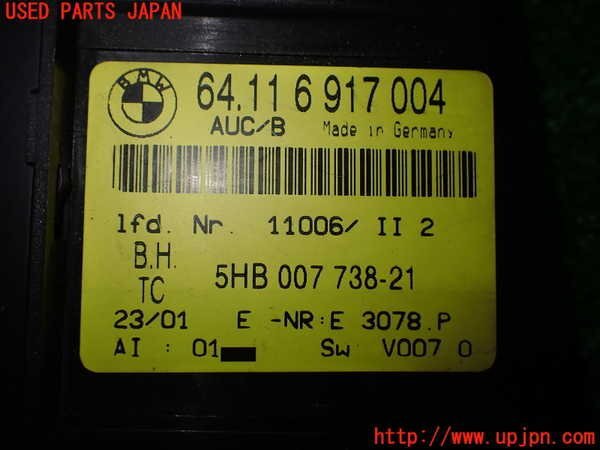 USED PARTS JAPAN
BMW
64.11 6 917 004
AUC/B Made in Germany
lfd. Nr. 11006/ II 2
B.H.
TC
5HB 007 738-21
23/01 E -NR:E 3078.P
AI : 01 Sw V007 0
http://www.upjpn.com/